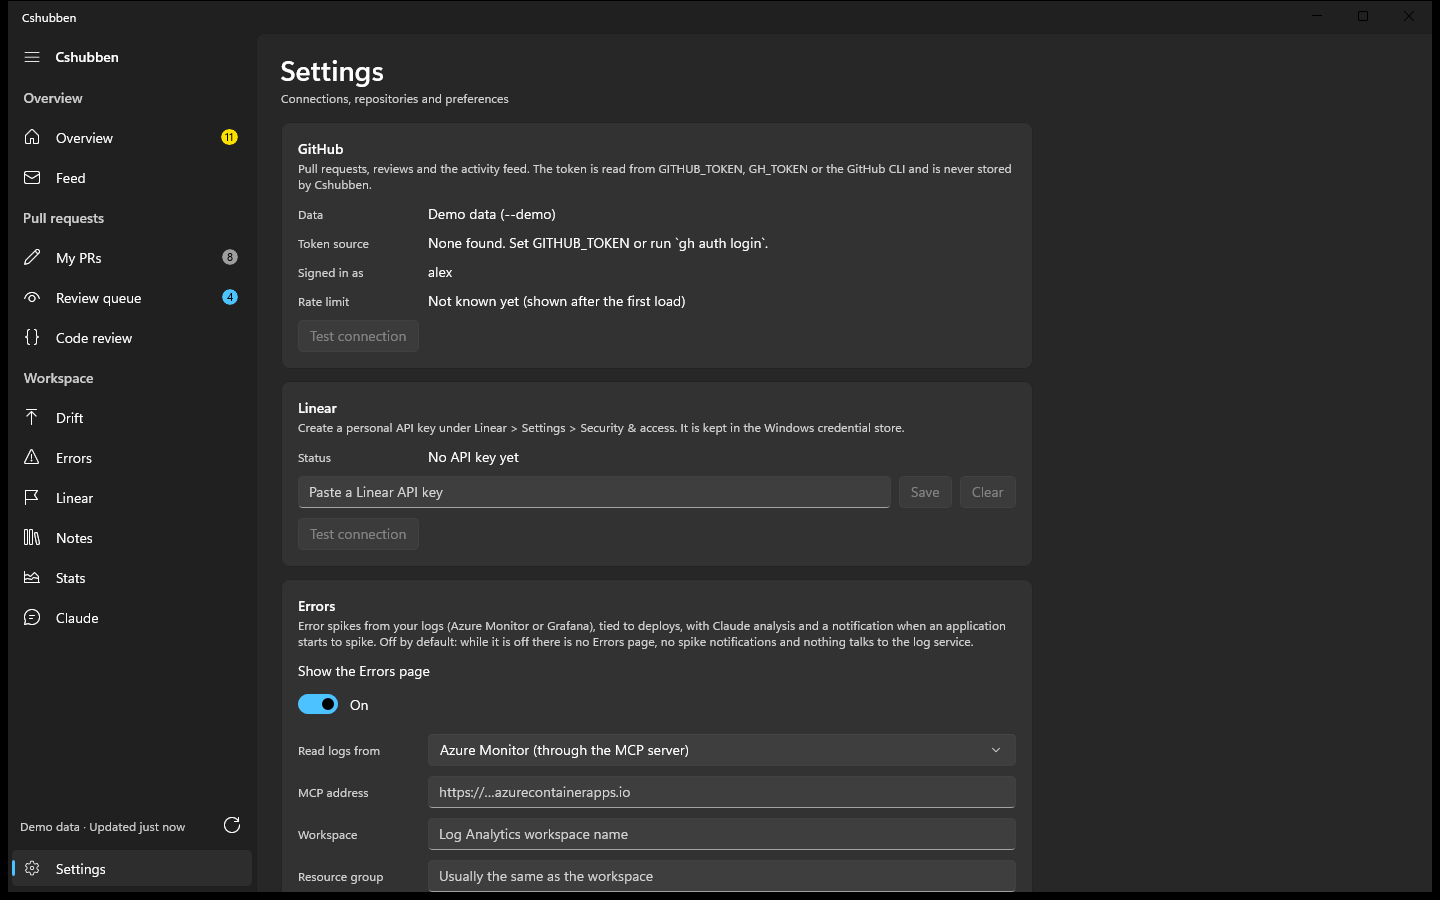 Cshubben
Cshubben
Overview
Overview
11
Feed
Pull requests
My PRs
8
Review queue
4
Code review
Workspace
Drift
Errors
Linear
Notes
Stats
Claude
Demo data · Updated just now
Settings
Settings
Connections, repositories and preferences
GitHub
Pull requests, reviews and the activity feed. The token is read from GITHUB_TOKEN, GH_TOKEN or the GitHub CLI and is never stored
by Cshubben.
Data
Demo data (--demo)
Token source
None found. Set GITHUB_TOKEN or run `gh auth login`.
Signed in as
alex
Rate limit
Not known yet (shown after the first load)
Test connection
Linear
Create a personal API key under Linear > Settings > Security & access. It is kept in the Windows credential store.
Status
No API key yet
Paste a Linear API key
Save
Clear
Test connection
Errors
Error spikes from your logs (Azure Monitor or Grafana), tied to deploys, with Claude analysis and a notification when an application
starts to spike. Off by default: while it is off there is no Errors page, no spike notifications and nothing talks to the log service.
Show the Errors page
On
Read logs from
Azure Monitor (through the MCP server)
MCP address
https://...azurecontainerapps.io
Workspace
Log Analytics workspace name
Resource group
Usually the same as the workspace